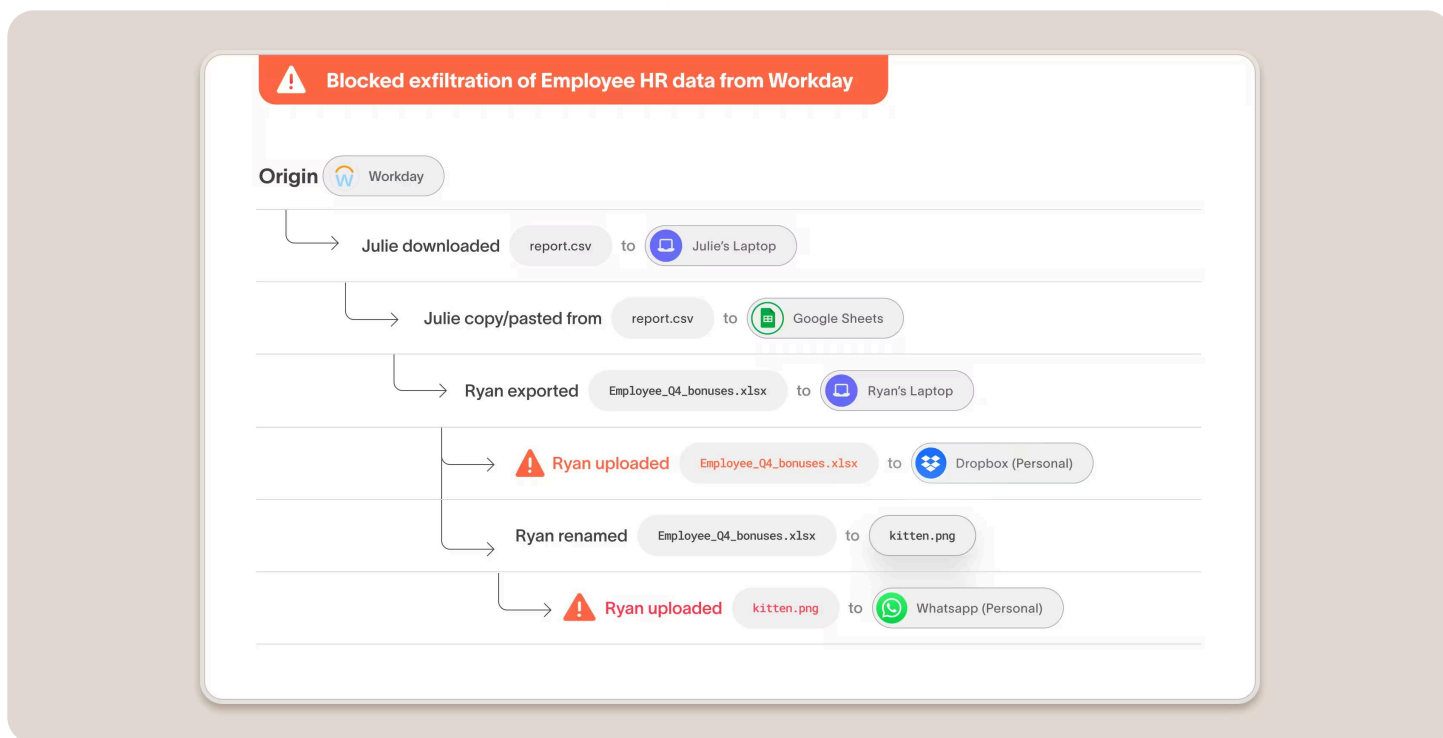 Blocked exfiltration of Employee HR data from Workday
Origin Workday
Julie downloaded report.csv to Julie's Laptop
Julie copy/pasted from report.csv to Google Sheets
Ryan exported Employee_Q4_bonuses.xlsx to Ryan's Laptop
Ryan uploaded Employee_Q4_bonuses.xlsx to Dropbox (Personal)
Ryan renamed Employee_Q4_bonuses.xlsx to kitten.png
Ryan uploaded kitten.png to Whatsapp (Personal)